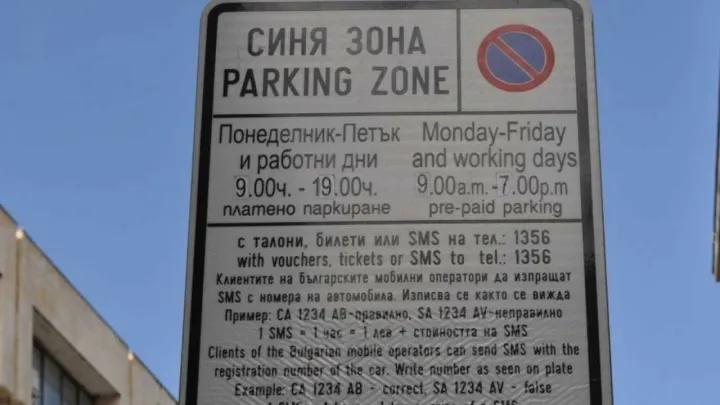 СИНЯ ЗОНА
PARKING ZONE
Понеделник-Петък
и работни дни
9.00ч. - 19.00ч.
платено паркиране
Monday-Friday
and working days
9.00a.m.-7.00p.m
pre-paid parking
с талони, билети или SMS на тел.: 1356
with vouchers, tickets or SMS to tel.: 1356
Клиентите на българските мобилни оператори да изпращат
SMS с номера на автомобила. Изписва се както се вижда
Пример: СА 1234 АВ-правилно, SA 1234 AV-неправилно
1 SMS = 1 час = 1 лев + стойността на SMS
Clients of the Bulgarian mobile operators can send SMS with the
registration number of the car. Write number as seen on plate
Example: CA 1234 AB - correct, SA 1234 AV - false